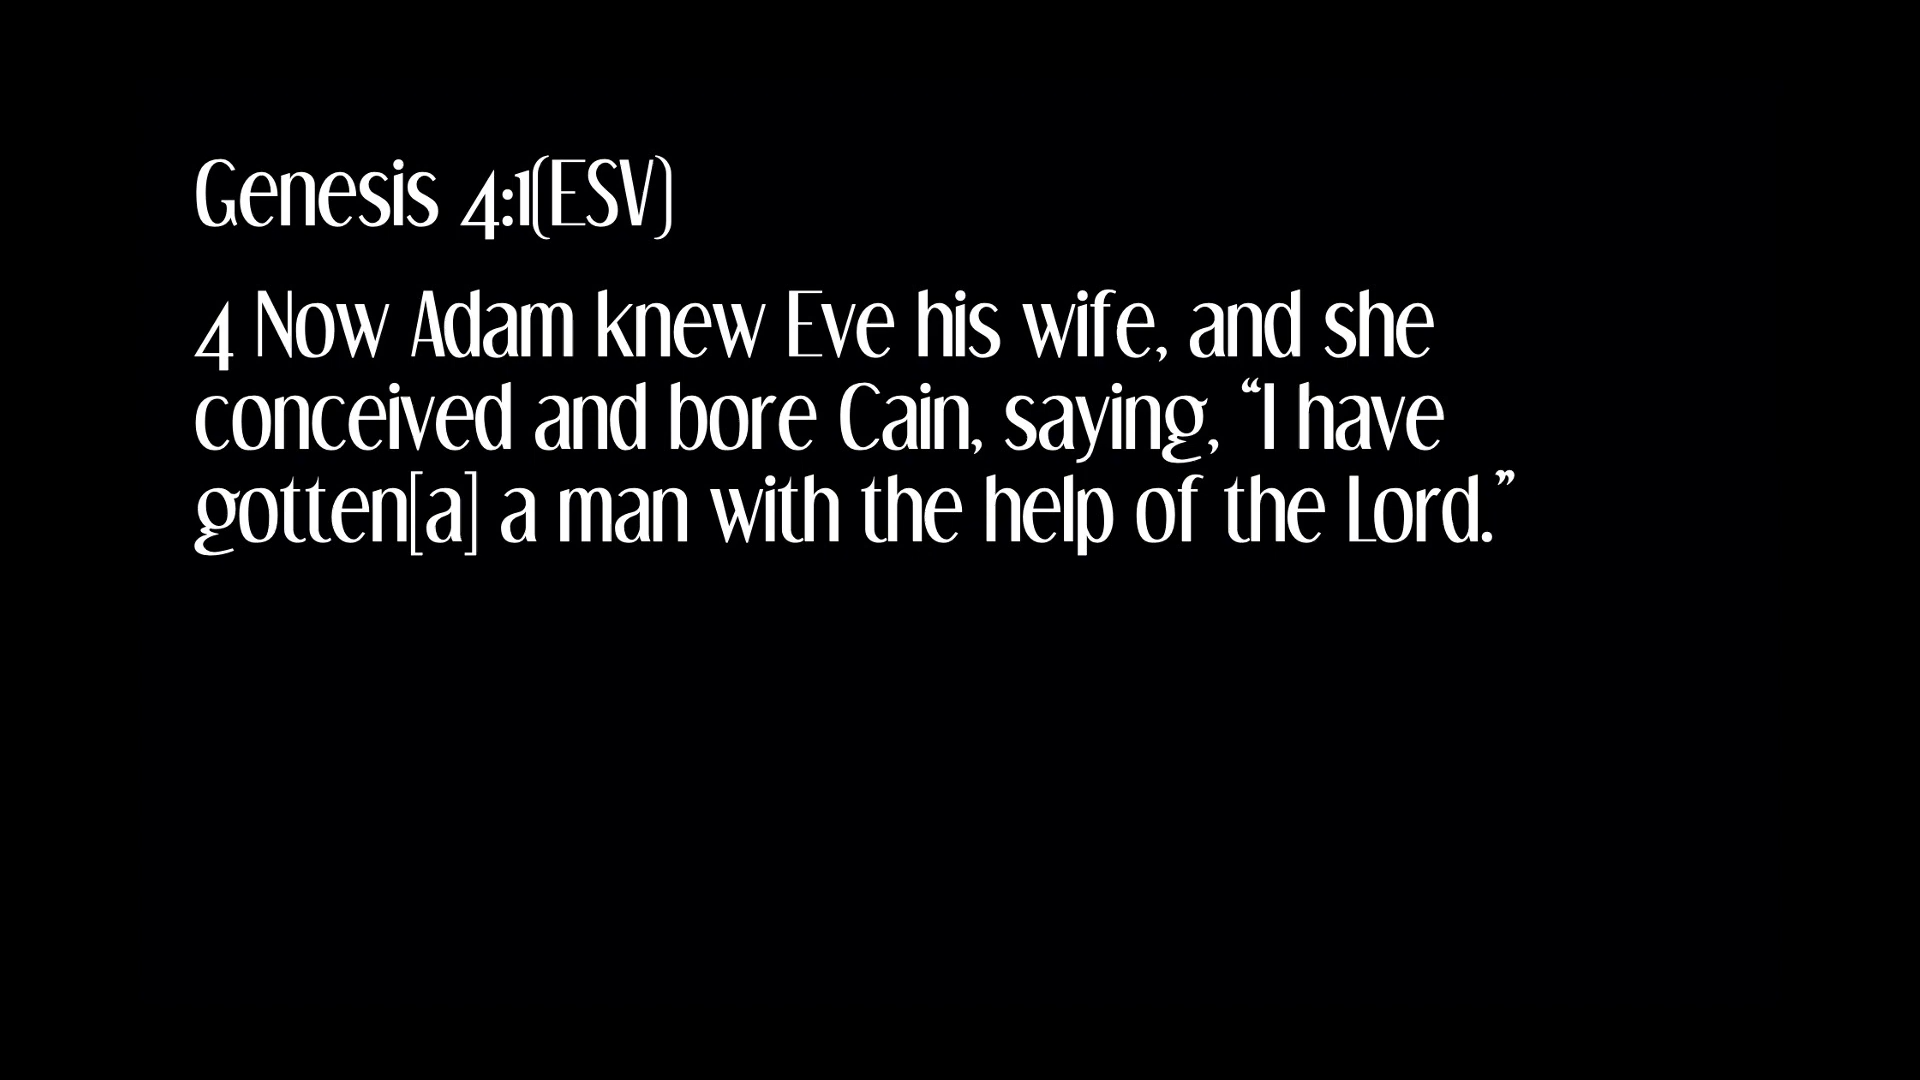 Genesis 4:1(ESV)
4 Now Adam knew Eve his wife, and she
conceived and bore Cain, saying, “I have
gotten[a] a man with the help of the Lord.”